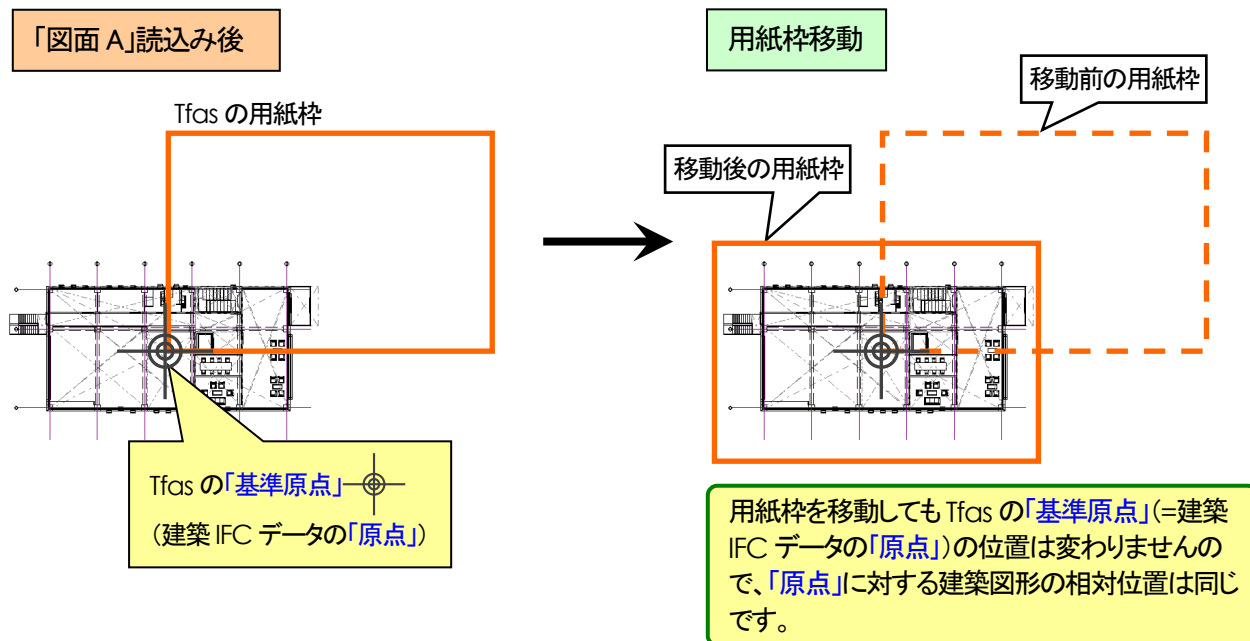 「図面 A」読込み後
Tfas の用紙枠
Tfas の「基準原点」
（建築 IFC データの「原点」）
用紙枠移動
移動前の用紙枠
移動後の用紙枠
用紙枠を移動しても Tfas の「基準原点」(=建築
IFC データの「原点」)の位置は変わりませんの
で、「原点」に対する建築図形の相対位置は同じ
です。